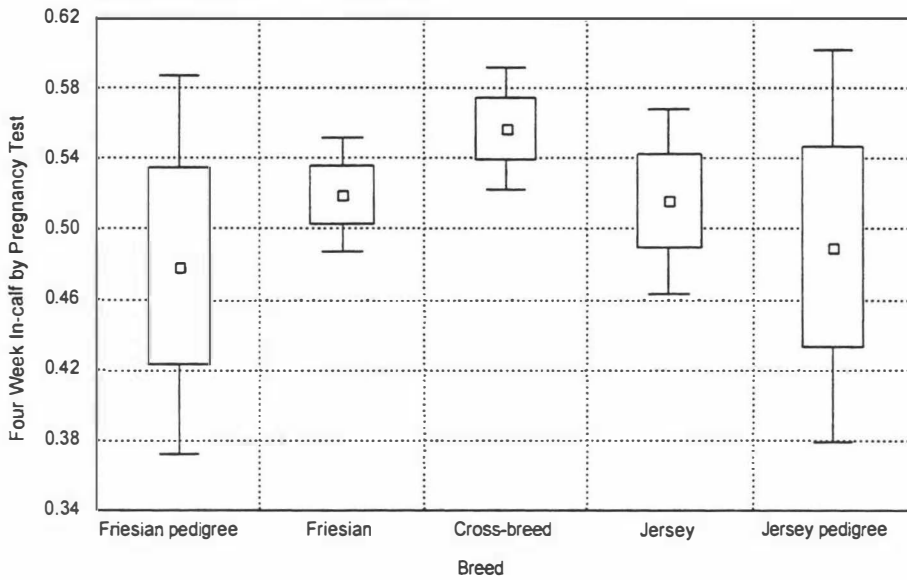 Four Week In-calf by Pregnancy Test
0.62
0.58
0.54
0.50
0.46
0.42
0.38
0.34
Friesian pedigree
Friesian
Cross-breed
Jersey
Jersey pedigree
Breed